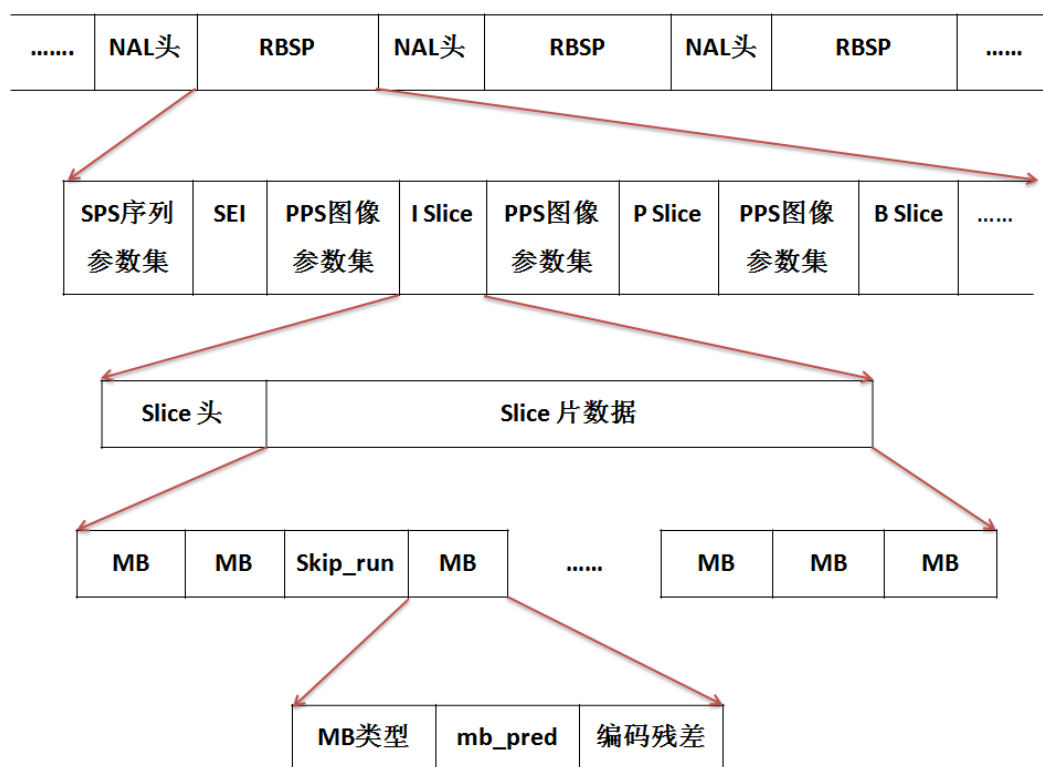 ……. NAL头 RBSP NAL头 RBSP NAL头 RBSP ……
SPS序列 SEI PPS图像 I Slice PPS图像 P Slice PPS图像 B Slice ……
参数集 参数集 参数集 参数集
Slice 头 Slice 片数据
MB MB Skip_run MB …… MB MB MB
MB类型 mb_pred 编码残差